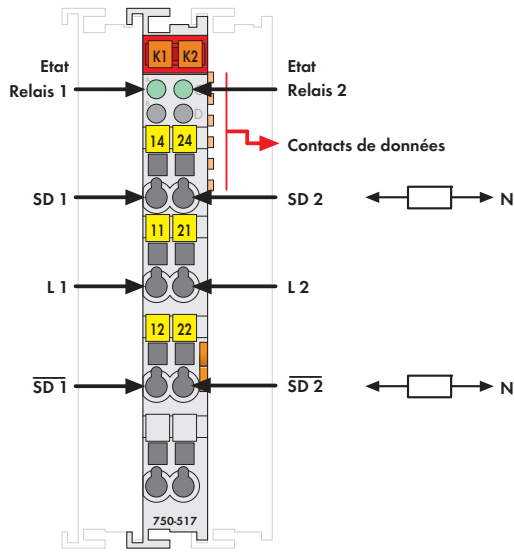 K1 K2
Etat
Relais 1
Etat
Relais 2
D
14 24
Contacts de données
SD 1
SD 2
N
11 21
L 1
L 2
12 22
SD 1
SD 2
N
750-517